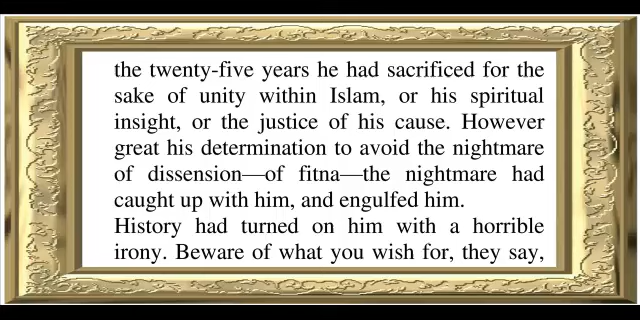 the twenty-five years he had sacrificed for the
sake of unity within Islam, or his spiritual
insight, or the justice of his cause. However
great his determination to avoid the nightmare
of dissension—of fitna—the nightmare had
caught up with him, and engulfed him.
History had turned on him with a horrible
irony. Beware of what you wish for, they say,